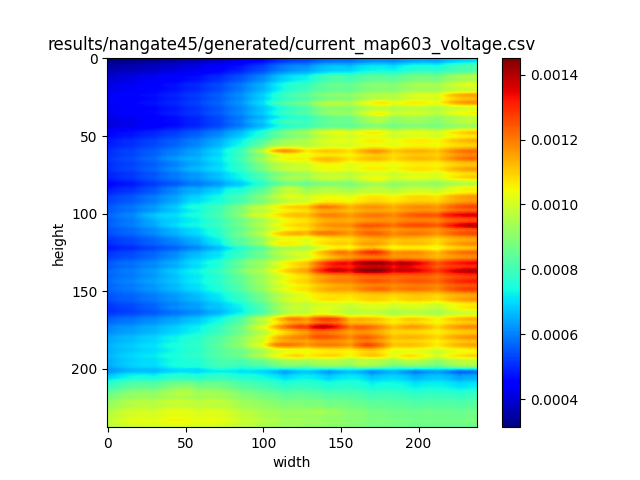 results/nangate45/generated/current_map603_voltage.csv
0
50
100
150
200
height
0 50 100 150 200
width
0.0014
0.0012
0.0010
0.0008
0.0006
0.0004